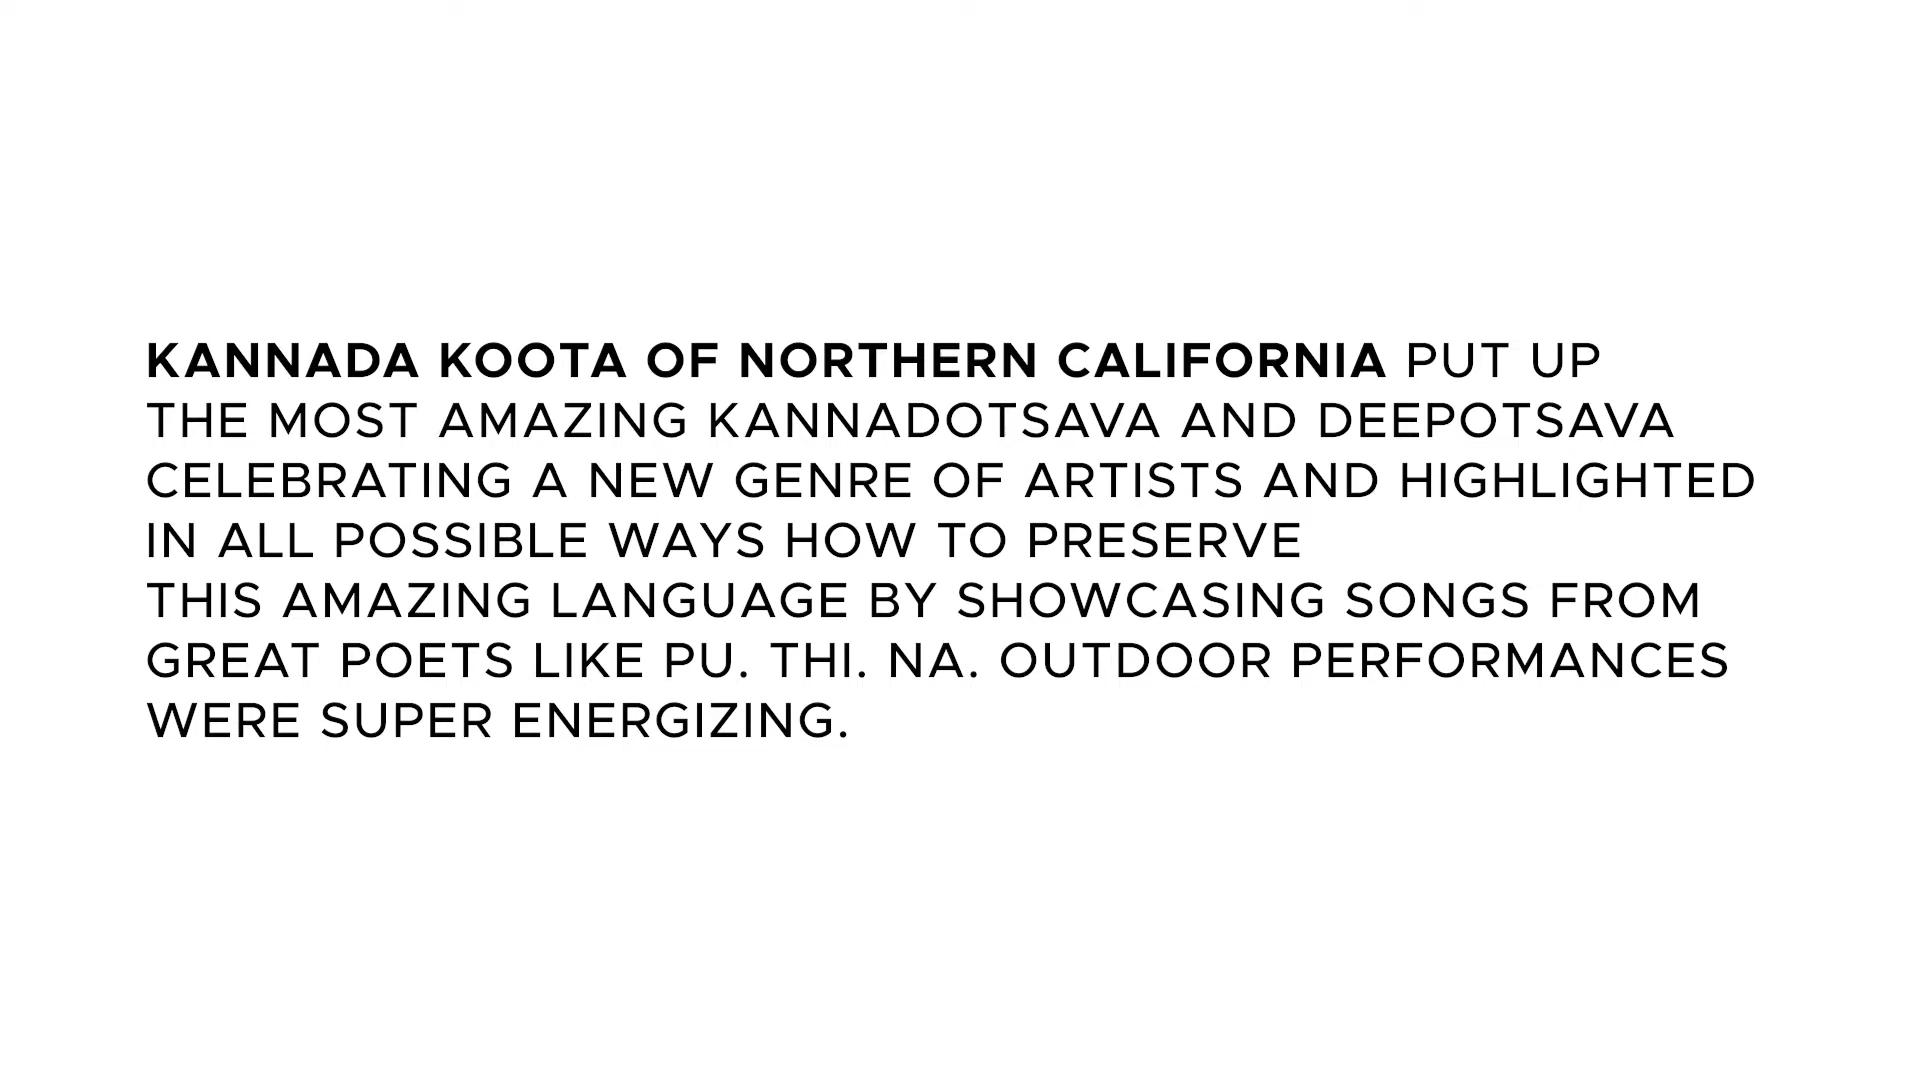 KANNADA KOOTA OF NORTHERN CALIFORNIA PUT UP
THE MOST AMAZING KANNADOTSAVA AND DEEPOTSAVA
CELEBRATING A NEW GENRE OF ARTISTS AND HIGHLIGHTED
IN ALL POSSIBLE WAYS HOW TO PRESERVE
THIS AMAZING LANGUAGE BY SHOWCASING SONGS FROM
GREAT POETS LIKE PU. THI. NA. OUTDOOR PERFORMANCES
WERE SUPER ENERGIZING.